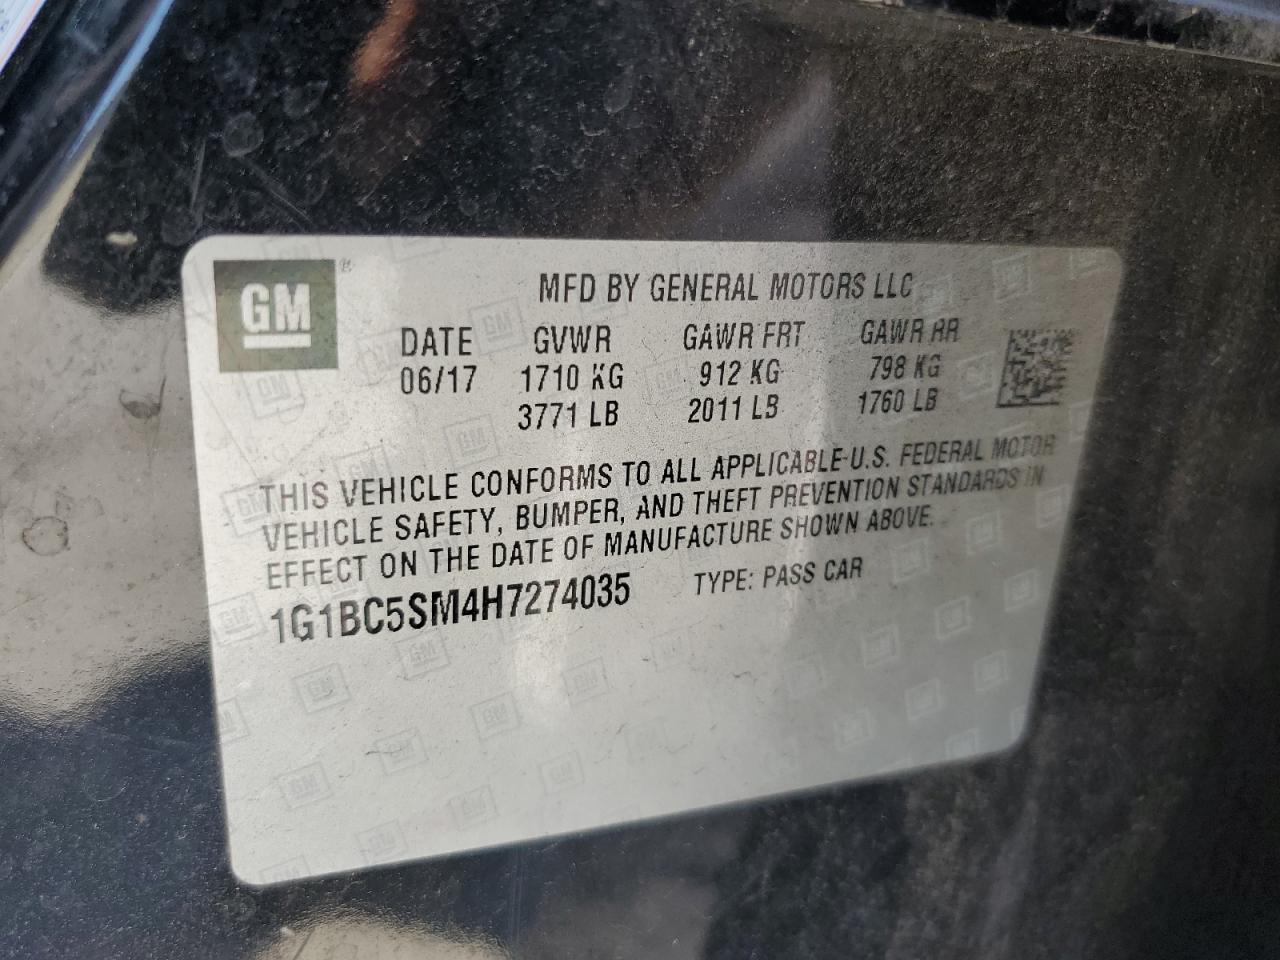 GM ®
MFD BY GENERAL MOTORS LLC
DATE GVWR GAWR FRT GAWR RR
06/17 1710 KG 912 KG 798 KG
3771 LB 2011 LB 1760 LB
THIS VEHICLE CONFORMS TO ALL APPLICABLE U.S. FEDERAL MOTOR
VEHICLE SAFETY, BUMPER, AND THEFT PREVENTION STANDARDS IN
EFFECT ON THE DATE OF MANUFACTURE SHOWN ABOVE.
1G1BC5SM4H7274035 TYPE: PASS CAR